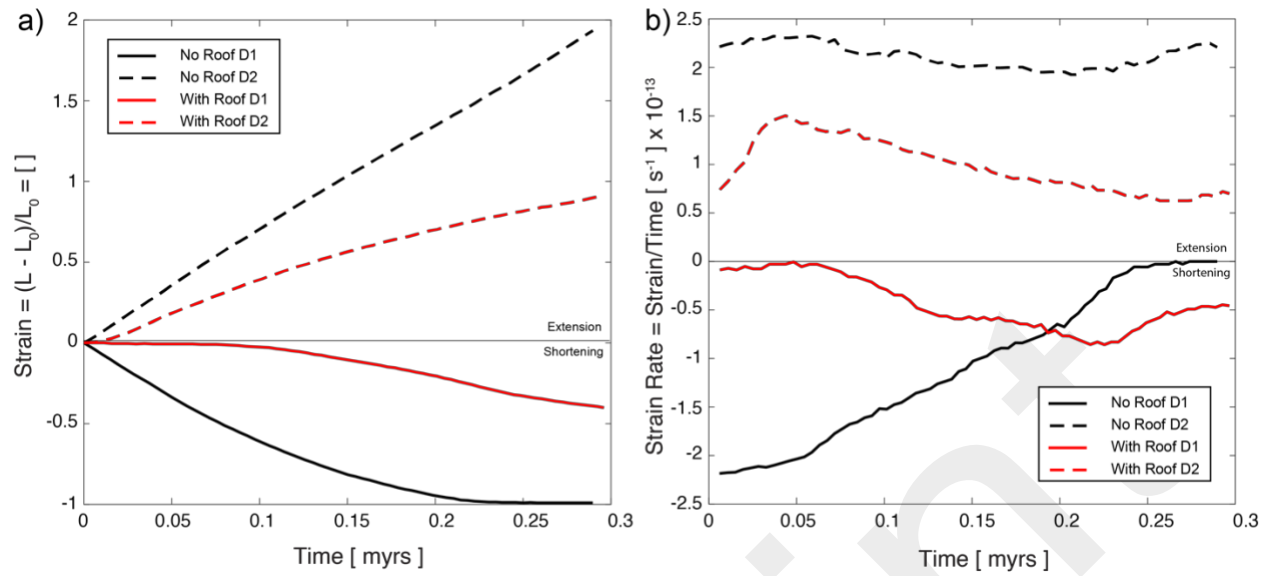 a)
No Roof D1
No Roof D2
With Roof D1
With Roof D2
Strain = (L - L₀)/L₀ = [ ]
2
1.5
1
0.5
0
-0.5
-1
Extension
Shortening
0
0.05
0.1
0.15
0.2
0.25
0.3
Time [ myrs ]
b)
Strain Rate = Strain/Time [ s⁻¹ ] x 10⁻¹³
2.5
2
1.5
1
0.5
0
-0.5
-1
-1.5
-2
-2.5
Extension
Shortening
No Roof D1
No Roof D2
With Roof D1
With Roof D2
0
0.05
0.1
0.15
0.2
0.25
0.3
Time [ myrs ]